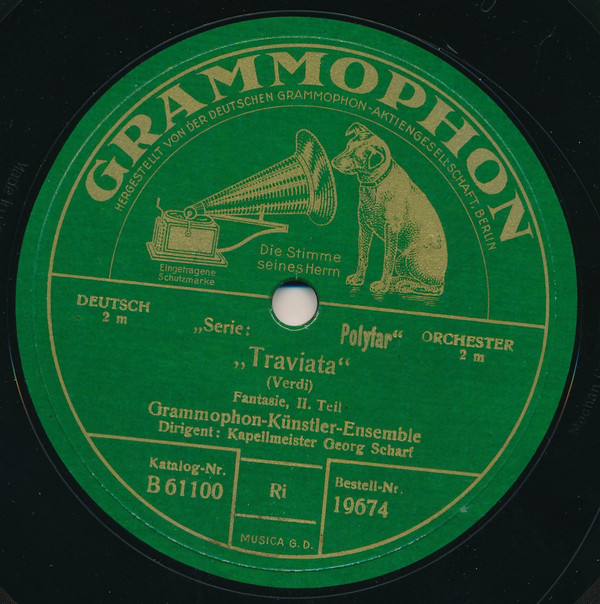 GRAMMOPHON
HERGESTELLT VON DER DEUTSCHEN GRAMMOPHON-AKTIENGESELLSCHAFT, BERLIN
Die Stimme
seines Herrn
Eingetragene
Schutzmarke
DEUTSCH
2 m
„Serie: Polyfar“
ORCHESTER
2 m
„Traviata“
(Verdi)
Fantasie, II. Teil
Grammophon-Künstler-Ensemble
Dirigent: Kapellmeister Georg Scharf
Katalog-Nr.
B 61100
Ri
Bestell-Nr.
19674
MUSICA G. D.